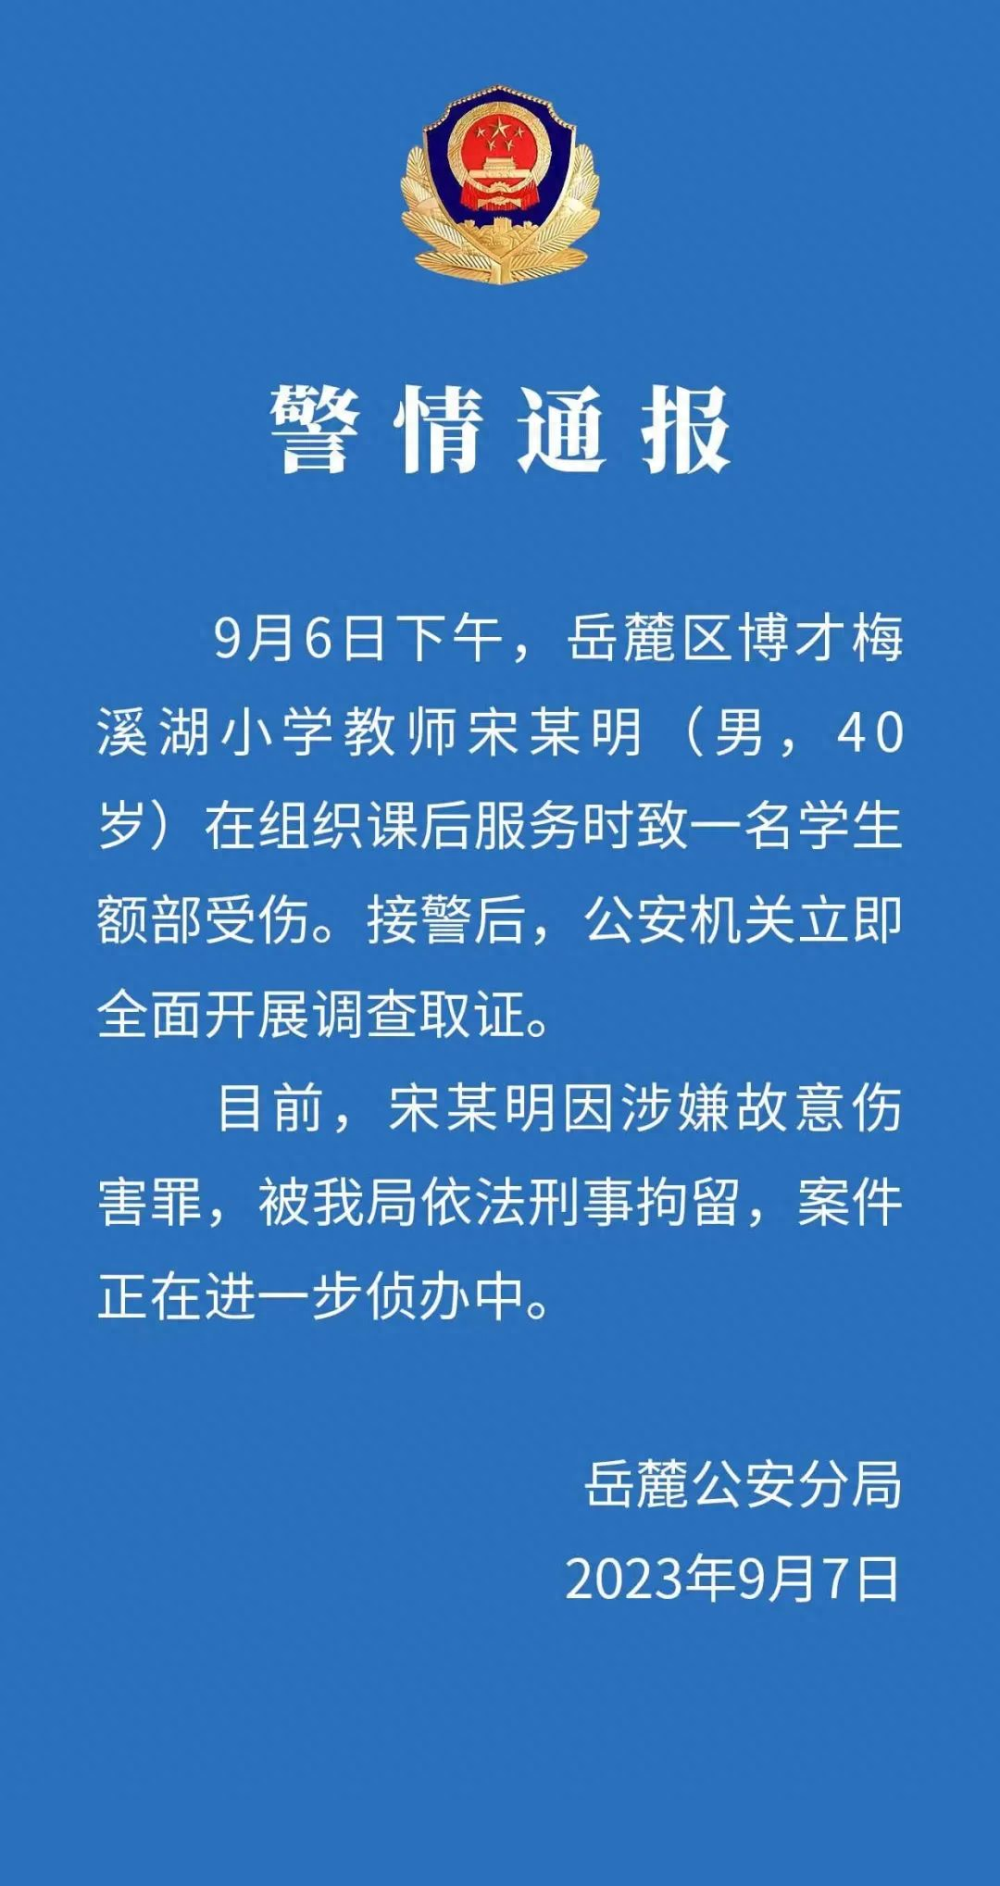 警情通报
9月6日下午，岳麓区博才梅
溪湖小学教师宋某明（男，40
岁）在组织课后服务时致一名学生
额部受伤。接警后，公安机关立即
全面开展调查取证。
目前，宋某明因涉嫌故意伤
害罪，被我局依法刑事拘留，案件
正在进一步侦办中。
岳麓公安分局
2023年9月7日